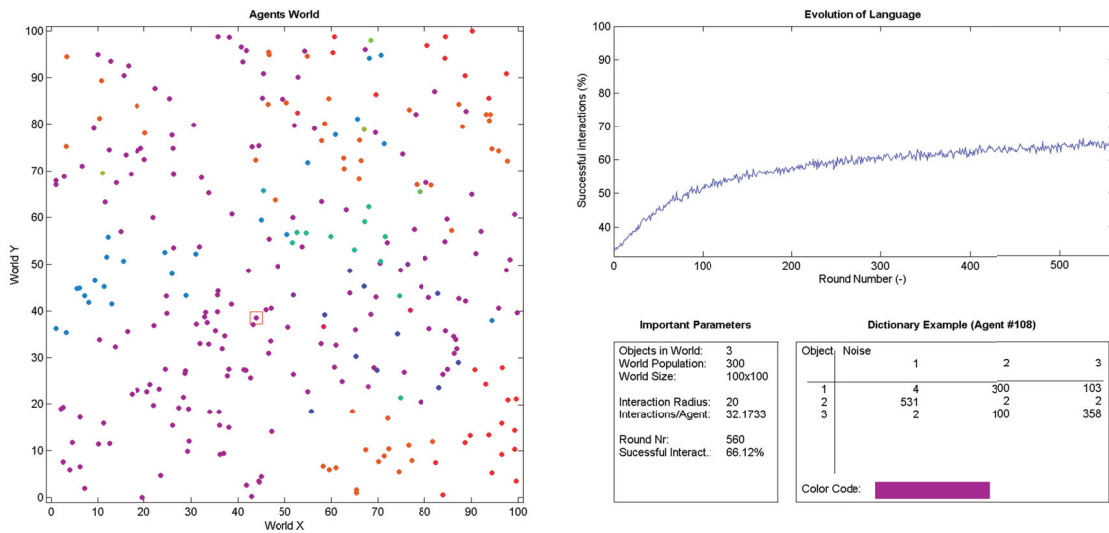 Agents World
100
90
80
70
60
50
40
30
20
10
0
World Y
0 10 20 30 40 50 60 70 80 90 100
World X
Evolution of Language
100
90
80
70
60
50
40
Successful interactions (%)
0 100 200 300 400 500
Round Number (-)
Important Parameters
Objects in World: 3
World Population: 300
World Size: 100x100
Interaction Radius: 20
Interactions/Agent: 32.1733
Round Nr: 560
Sucessful Interact.: 66.12%
Dictionary Example (Agent #108)
Object Noise
1 2 3
1 4 300 103
2 531 2 2
3 2 100 358
Color Code: